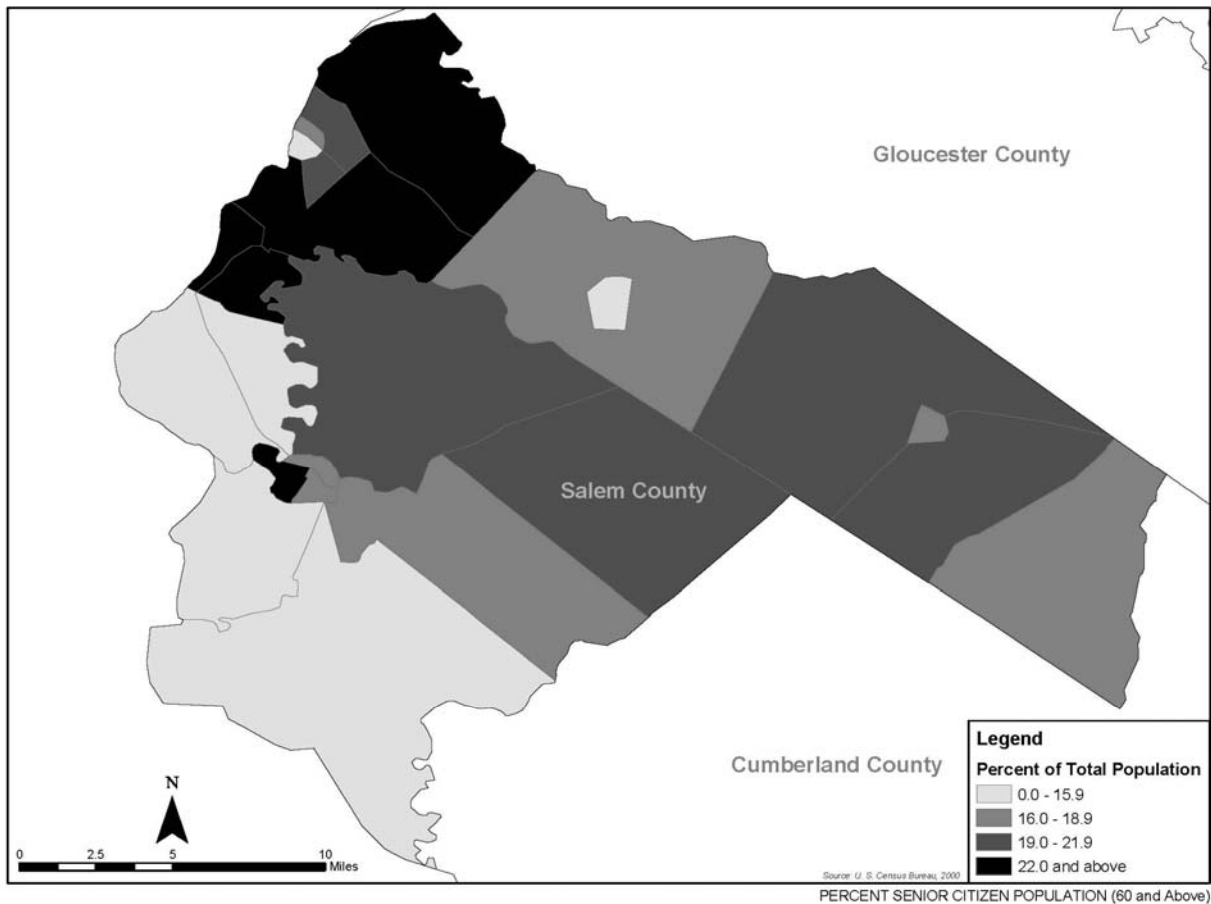 Gloucester County
Salem County
Cumberland County
N
0 2.5 5 10
Miles
Legend
Percent of Total Population
0.0 - 15.9
16.0 - 18.9
19.0 - 21.9
22.0 and above
Source: U. S. Census Bureau, 2000
PERCENT SENIOR CITIZEN POPULATION (60 and Above)